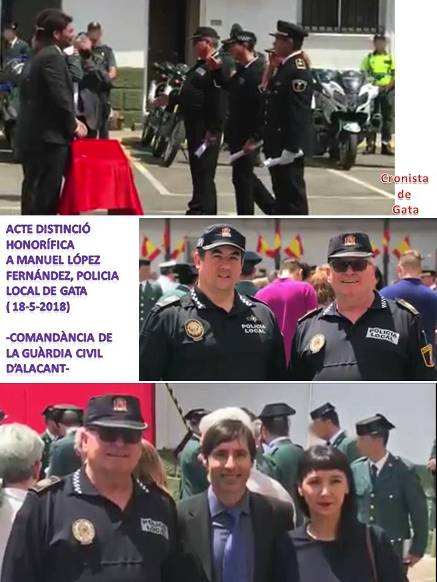 Cronista
de
Gata
ACTE DISTINCIÓ
HONORÍFICA
A MANUEL LÓPEZ
FERNÁNDEZ, POLICIA
LOCAL DE GATA
( 18-5-2018)
-COMANDÀNCIA DE
LA GUÀRDIA CIVIL
D'ALACANT-
POLICIA
LOCAL
POLICIA
LOCAL
POLICIA
LOCAL